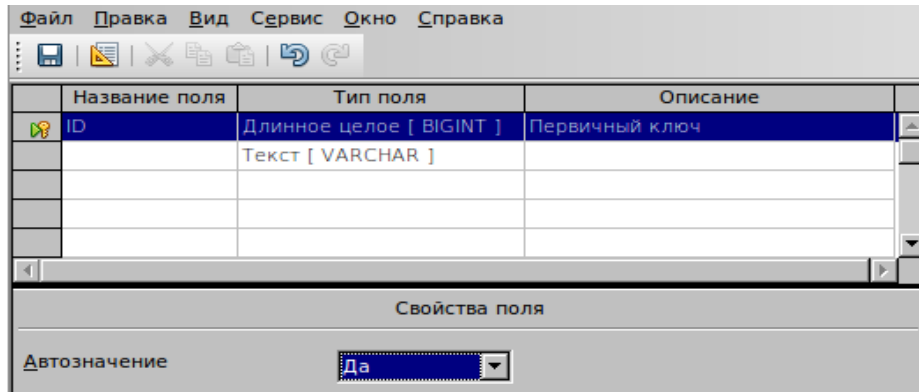 Файл Правка Вид Сервис Окно Справка
Название поля Тип поля Описание
ID Длинное целое [ BIGINT ] Первичный ключ
Текст [ VARCHAR ]
Свойства поля
Автозначение Да